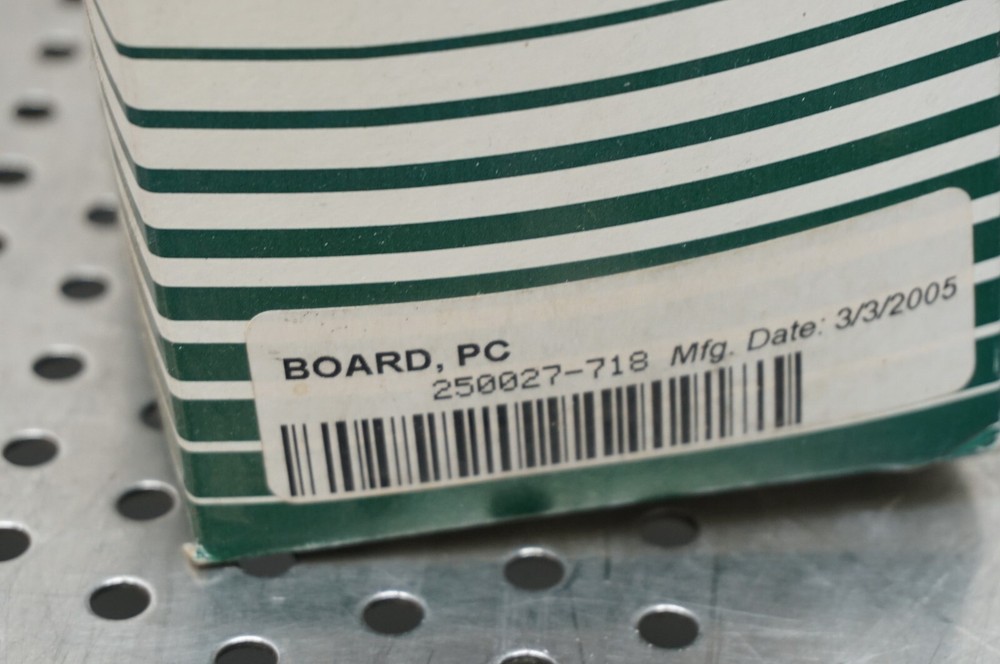 BOARD, PC
250027-718 Mfg. Date: 3/3/2005